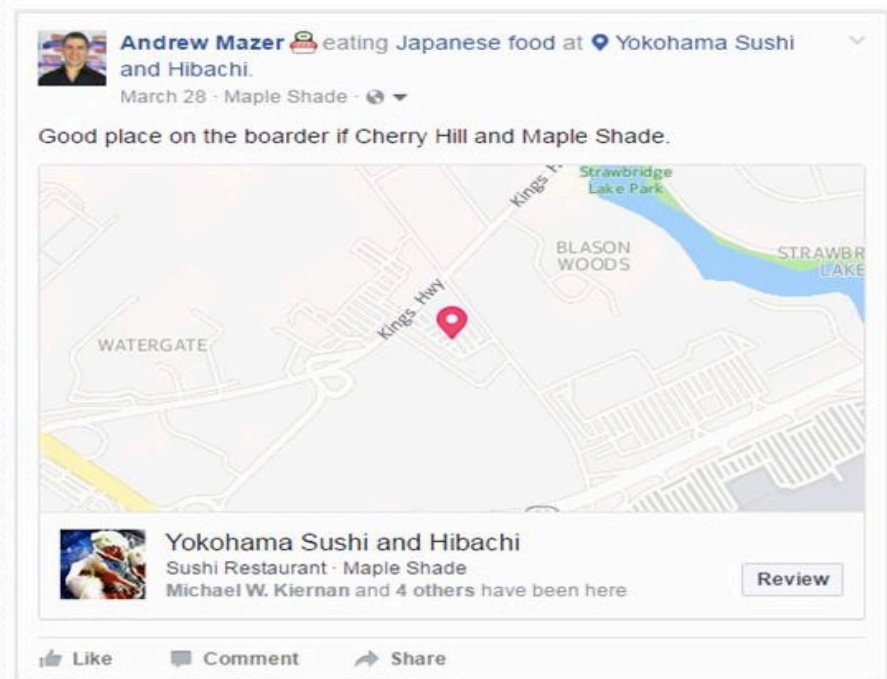 Andrew Mazer eating Japanese food at Yokohama Sushi
and Hibachi.
March 28 · Maple Shade ·
Good place on the boarder if Cherry Hill and Maple Shade.
Strawbridge
Lake Park
Kings
BLASON
WOODS
STRAWBR
LAKE
Kings Hwy
WATERGATE
Yokohama Sushi and Hibachi
Sushi Restaurant · Maple Shade
Michael W. Kiernan and 4 others have been here
Review
Like Comment Share